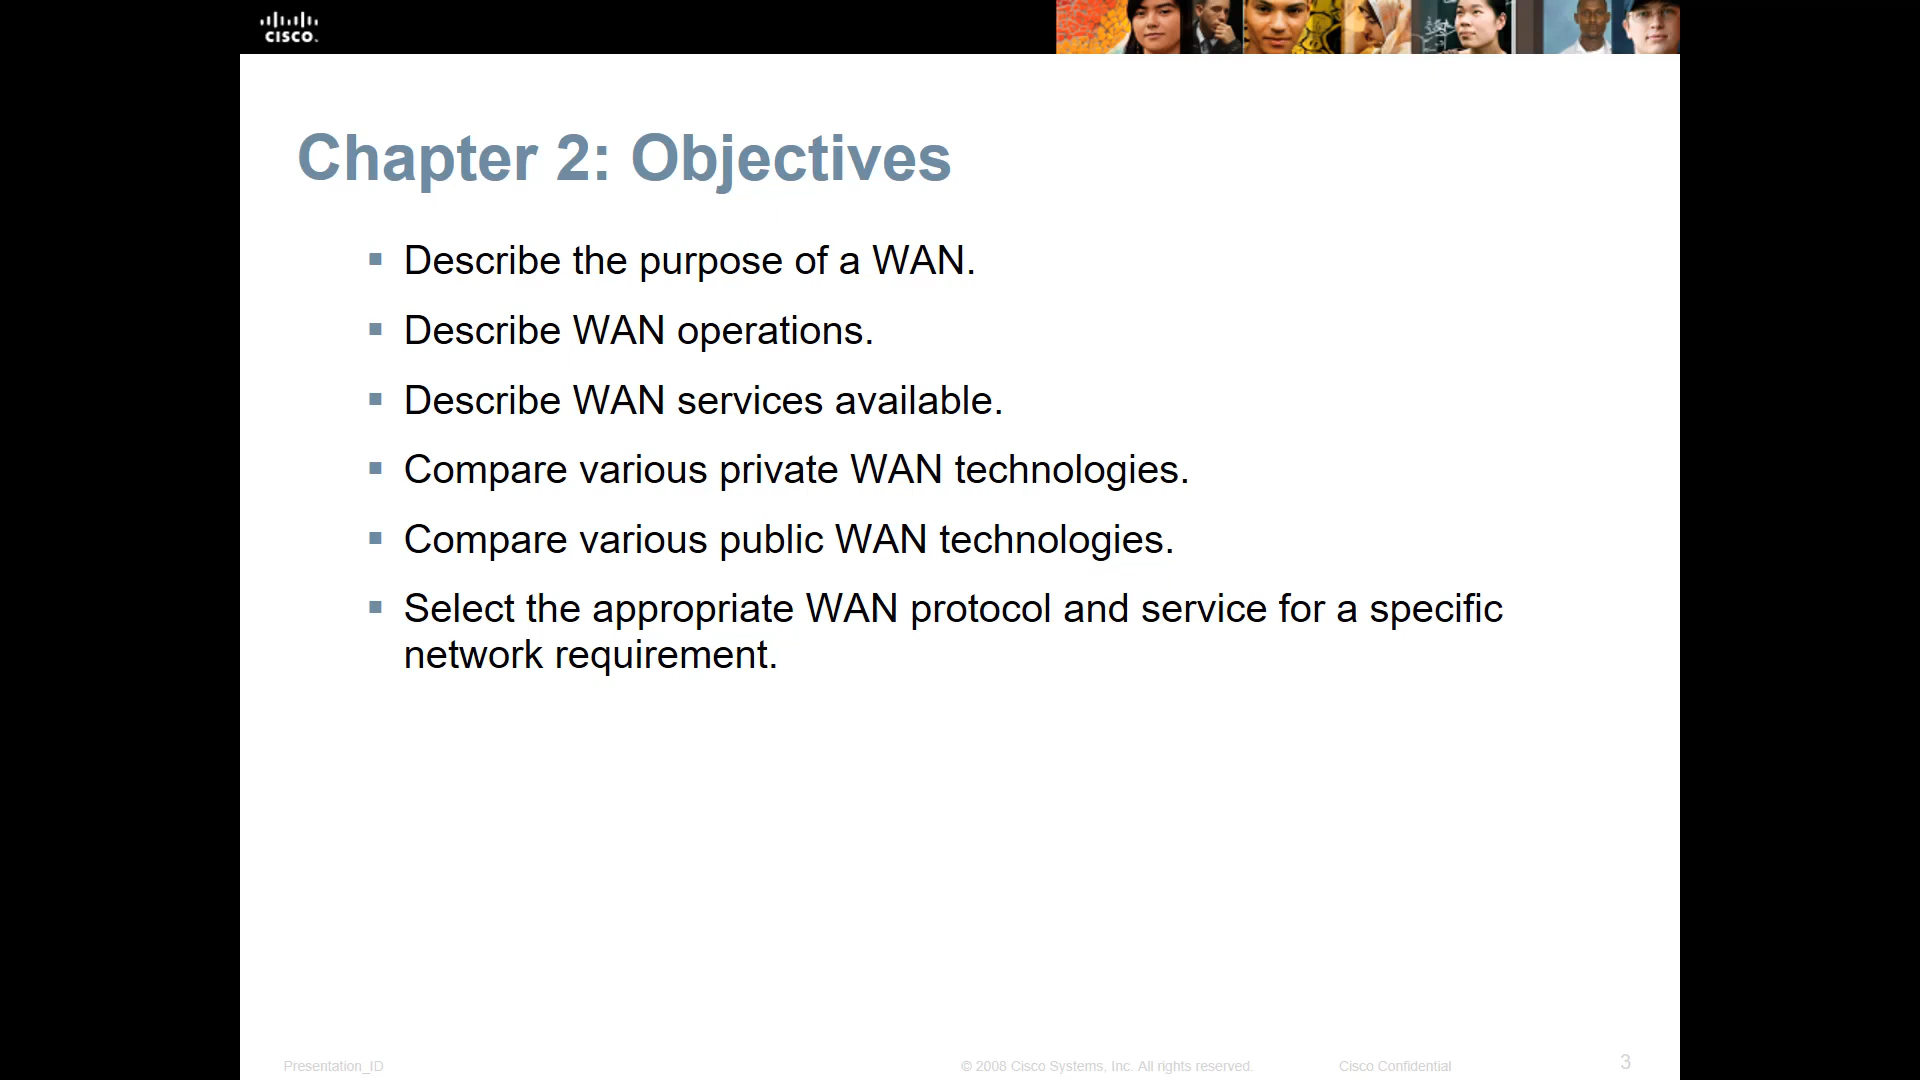 CISCO.
Chapter 2: Objectives
▪ Describe the purpose of a WAN.
▪ Describe WAN operations.
▪ Describe WAN services available.
▪ Compare various private WAN technologies.
▪ Compare various public WAN technologies.
▪ Select the appropriate WAN protocol and service for a specific
network requirement.
Presentation_ID © 2008 Cisco Systems, Inc. All rights reserved. Cisco Confidential 3